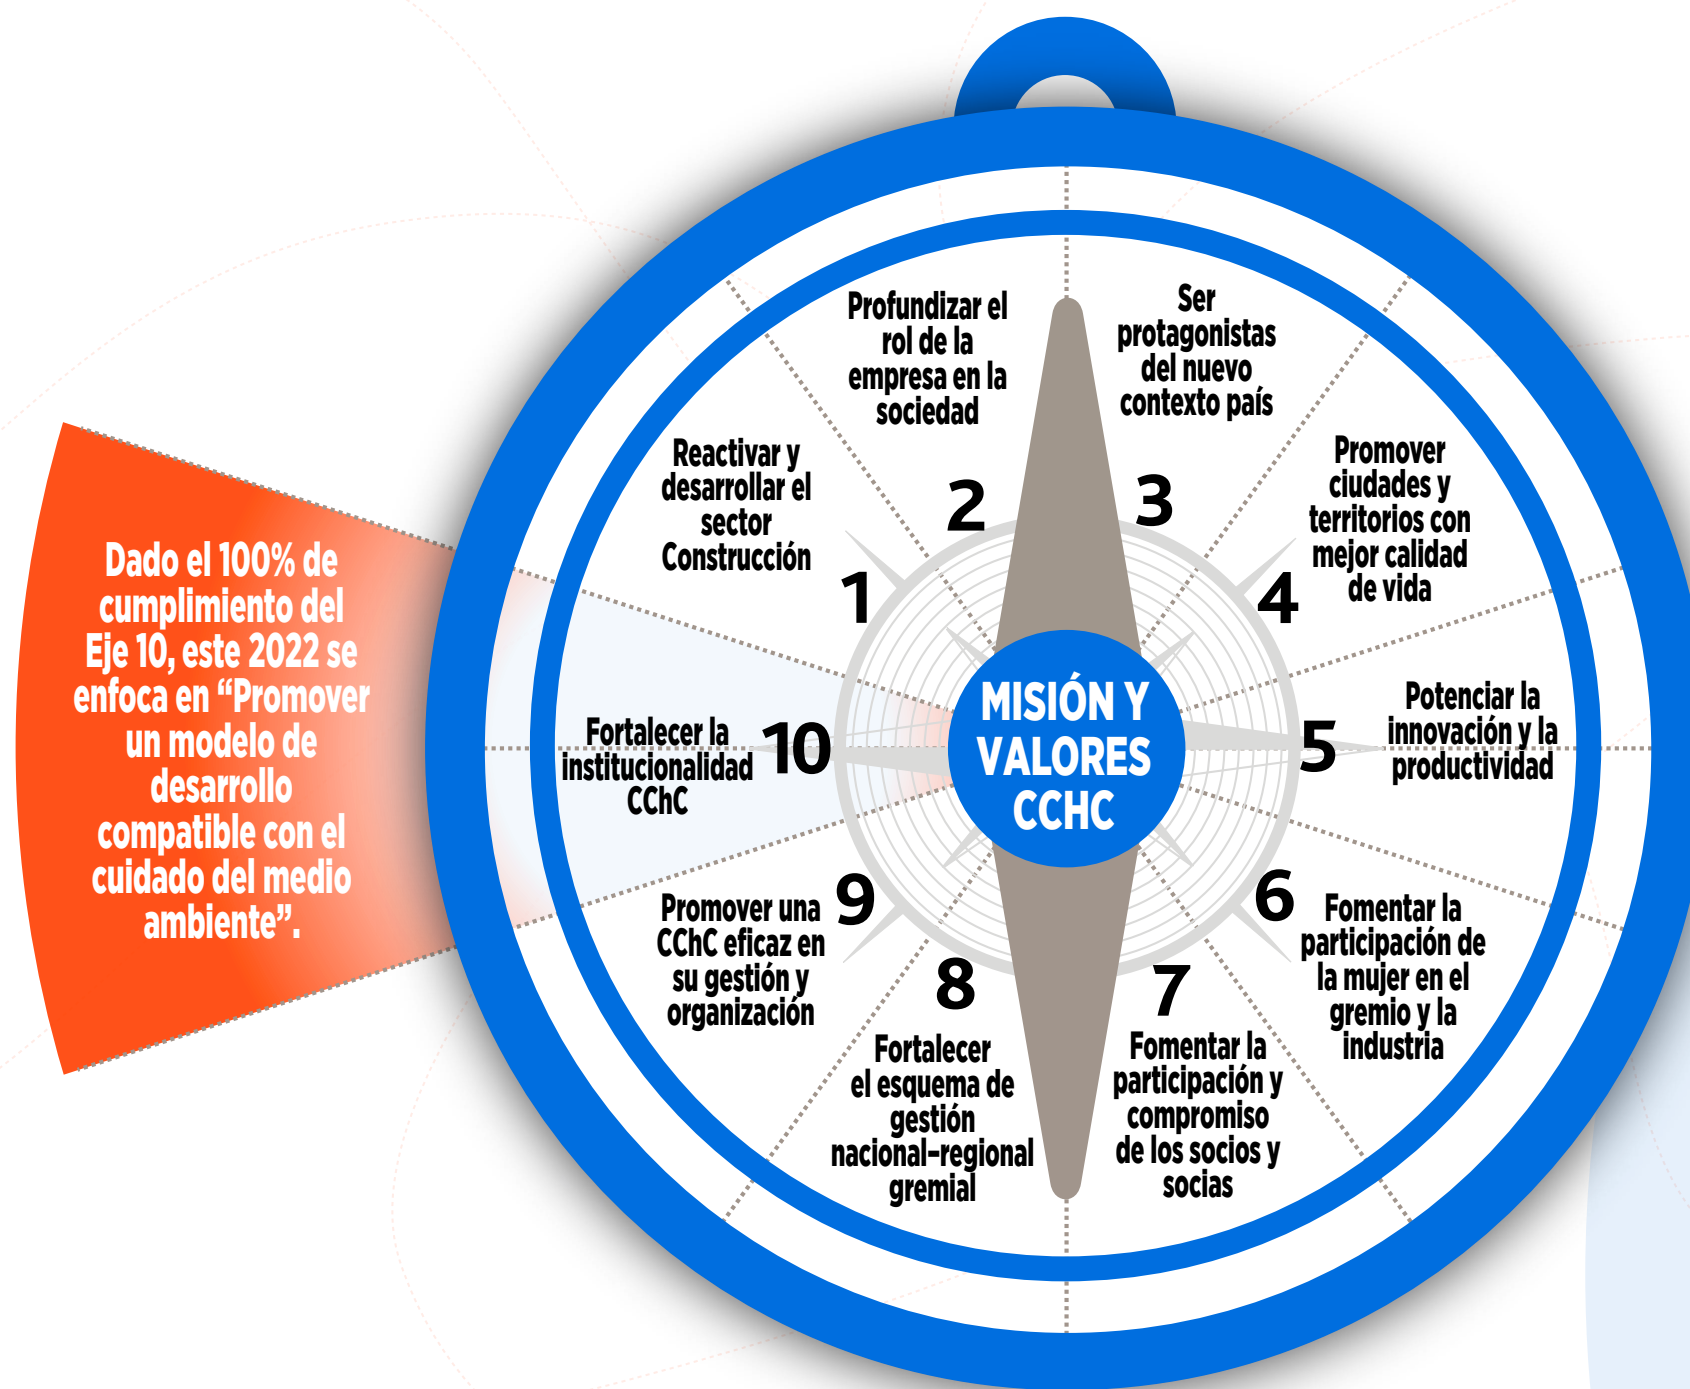 Dado el 100% de
cumplimiento del
Eje 10, este 2022 se
enfoca en “Promover
un modelo de
desarrollo
compatible con el
cuidado del medio
ambiente”.
MISIÓN Y
VALORES
CCHC
1
Reactivar y
desarrollar el
sector
Construcción
2
Profundizar el
rol de la
empresa en la
sociedad
3
Ser
protagonistas
del nuevo
contexto país
4
Promover
ciudades y
territorios con
mejor calidad
de vida
5
Potenciar la
innovación y la
productividad
6
Fomentar la
participación de
la mujer en el
gremio y la
industria
7
Fomentar la
participación y
compromiso
de los socios y
socias
8
Fortalecer
el esquema de
gestión
nacional-regional
gremial
9
Promover una
CChC eficaz en
su gestión y
organización
10
Fortalecer la
institucionalidad
CChC